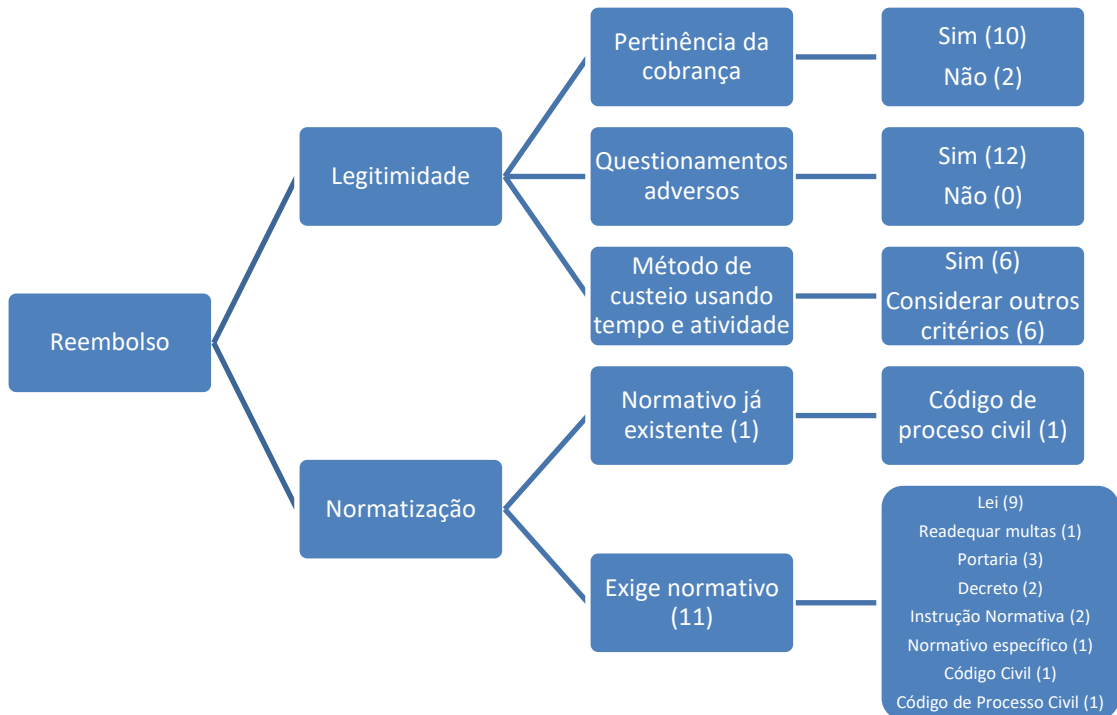 Reembolso
Legitimidade
Pertinência da
cobrança
Sim (10)
Não (2)
Questionamentos
adversos
Sim (12)
Não (0)
Método de
custeio usando
tempo e atividade
Sim (6)
Considerar outros
critérios (6)
Normatização
Normativo já
existente (1)
Código de
proceso civil (1)
Exige normativo
(11)
Lei (9)
Readequar multas (1)
Portaria (3)
Decreto (2)
Instrução Normativa (2)
Normativo específico (1)
Código Civil (1)
Código de Processo Civil (1)